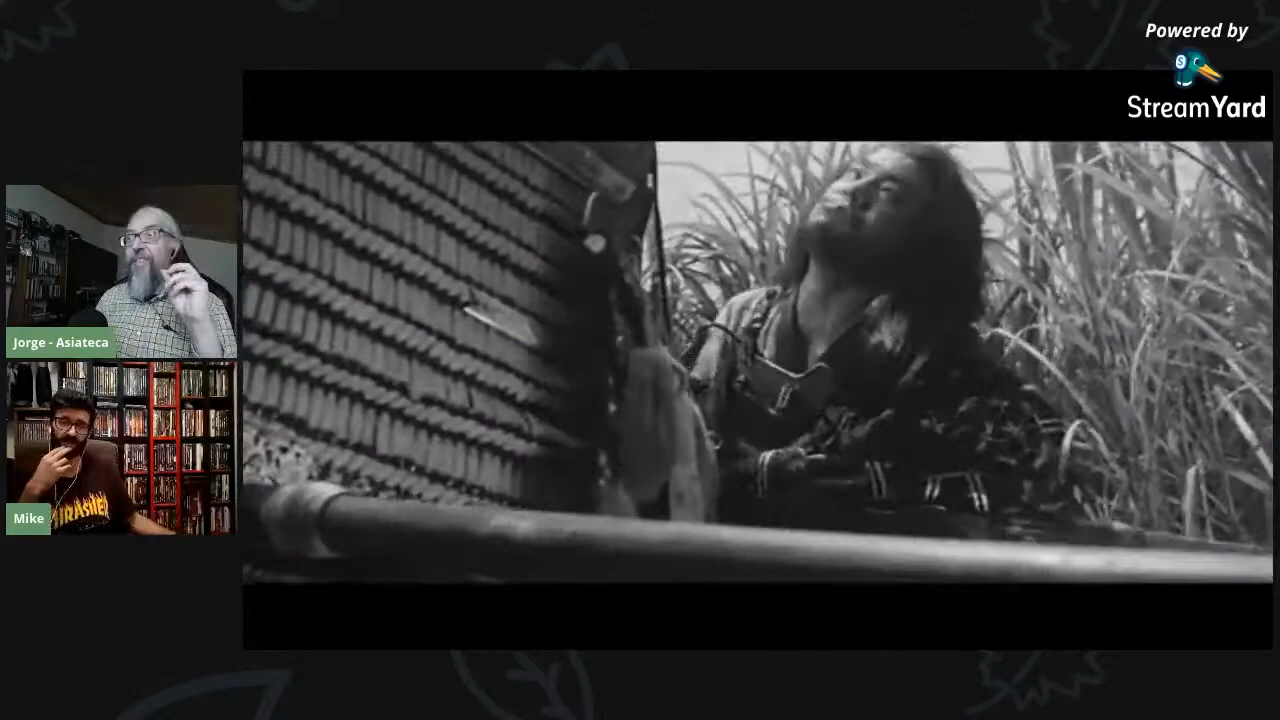 Powered by
StreamYard
Jorge - Asiateca
Mike
THRASHER